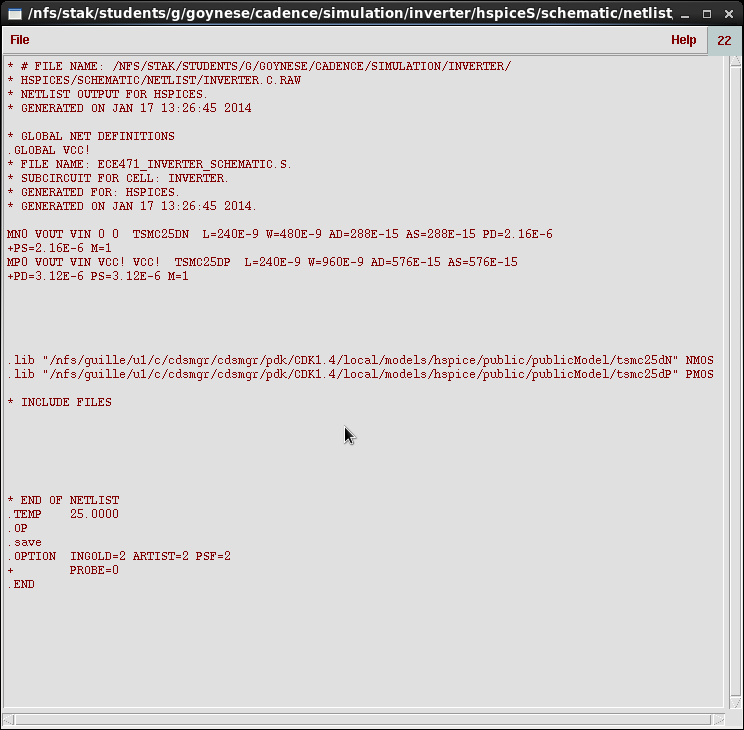 /nfs/stak/students/g/goynese/cadence/simulation/inverter/hspiceS/schematic/netlist
File Help 22
* # FILE NAME: /NFS/STAK/STUDENTS/G/GOYNESE/CADENCE/SIMULATION/INVERTER/
* HSPICES/SCHEMATIC/NETLIST/INVERTER.C.RAW
* NETLIST OUTPUT FOR HSPICES.
* GENERATED ON JAN 17 13:26:45 2014
* GLOBAL NET DEFINITIONS
.GLOBAL VCC!
* FILE NAME: ECE471_INVERTER_SCHEMATIC.S.
* SUBCIRCUIT FOR CELL: INVERTER.
* GENERATED FOR: HSPICES.
* GENERATED ON JAN 17 13:26:45 2014.
MN0 VOUT VIN 0 0  TSMC25DN  L=240E-9 W=480E-9 AD=288E-15 AS=288E-15 PD=2.16E-6
+PS=2.16E-6 M=1
MP0 VOUT VIN VCC! VCC!  TSMC25DP  L=240E-9 W=960E-9 AD=576E-15 AS=576E-15
+PD=3.12E-6 PS=3.12E-6 M=1
.lib "/nfs/guille/u1/c/cdsmgr/cdsmgr/pdk/CDK1.4/local/models/hspice/public/publicModel/tsmc25dN" NMOS
.lib "/nfs/guille/u1/c/cdsmgr/cdsmgr/pdk/CDK1.4/local/models/hspice/public/publicModel/tsmc25dP" PMOS
* INCLUDE FILES
* END OF NETLIST
.TEMP    25.0000
.OP
.save
.OPTION  INGOLD=2 ARTIST=2 PSF=2
+        PROBE=0
.END